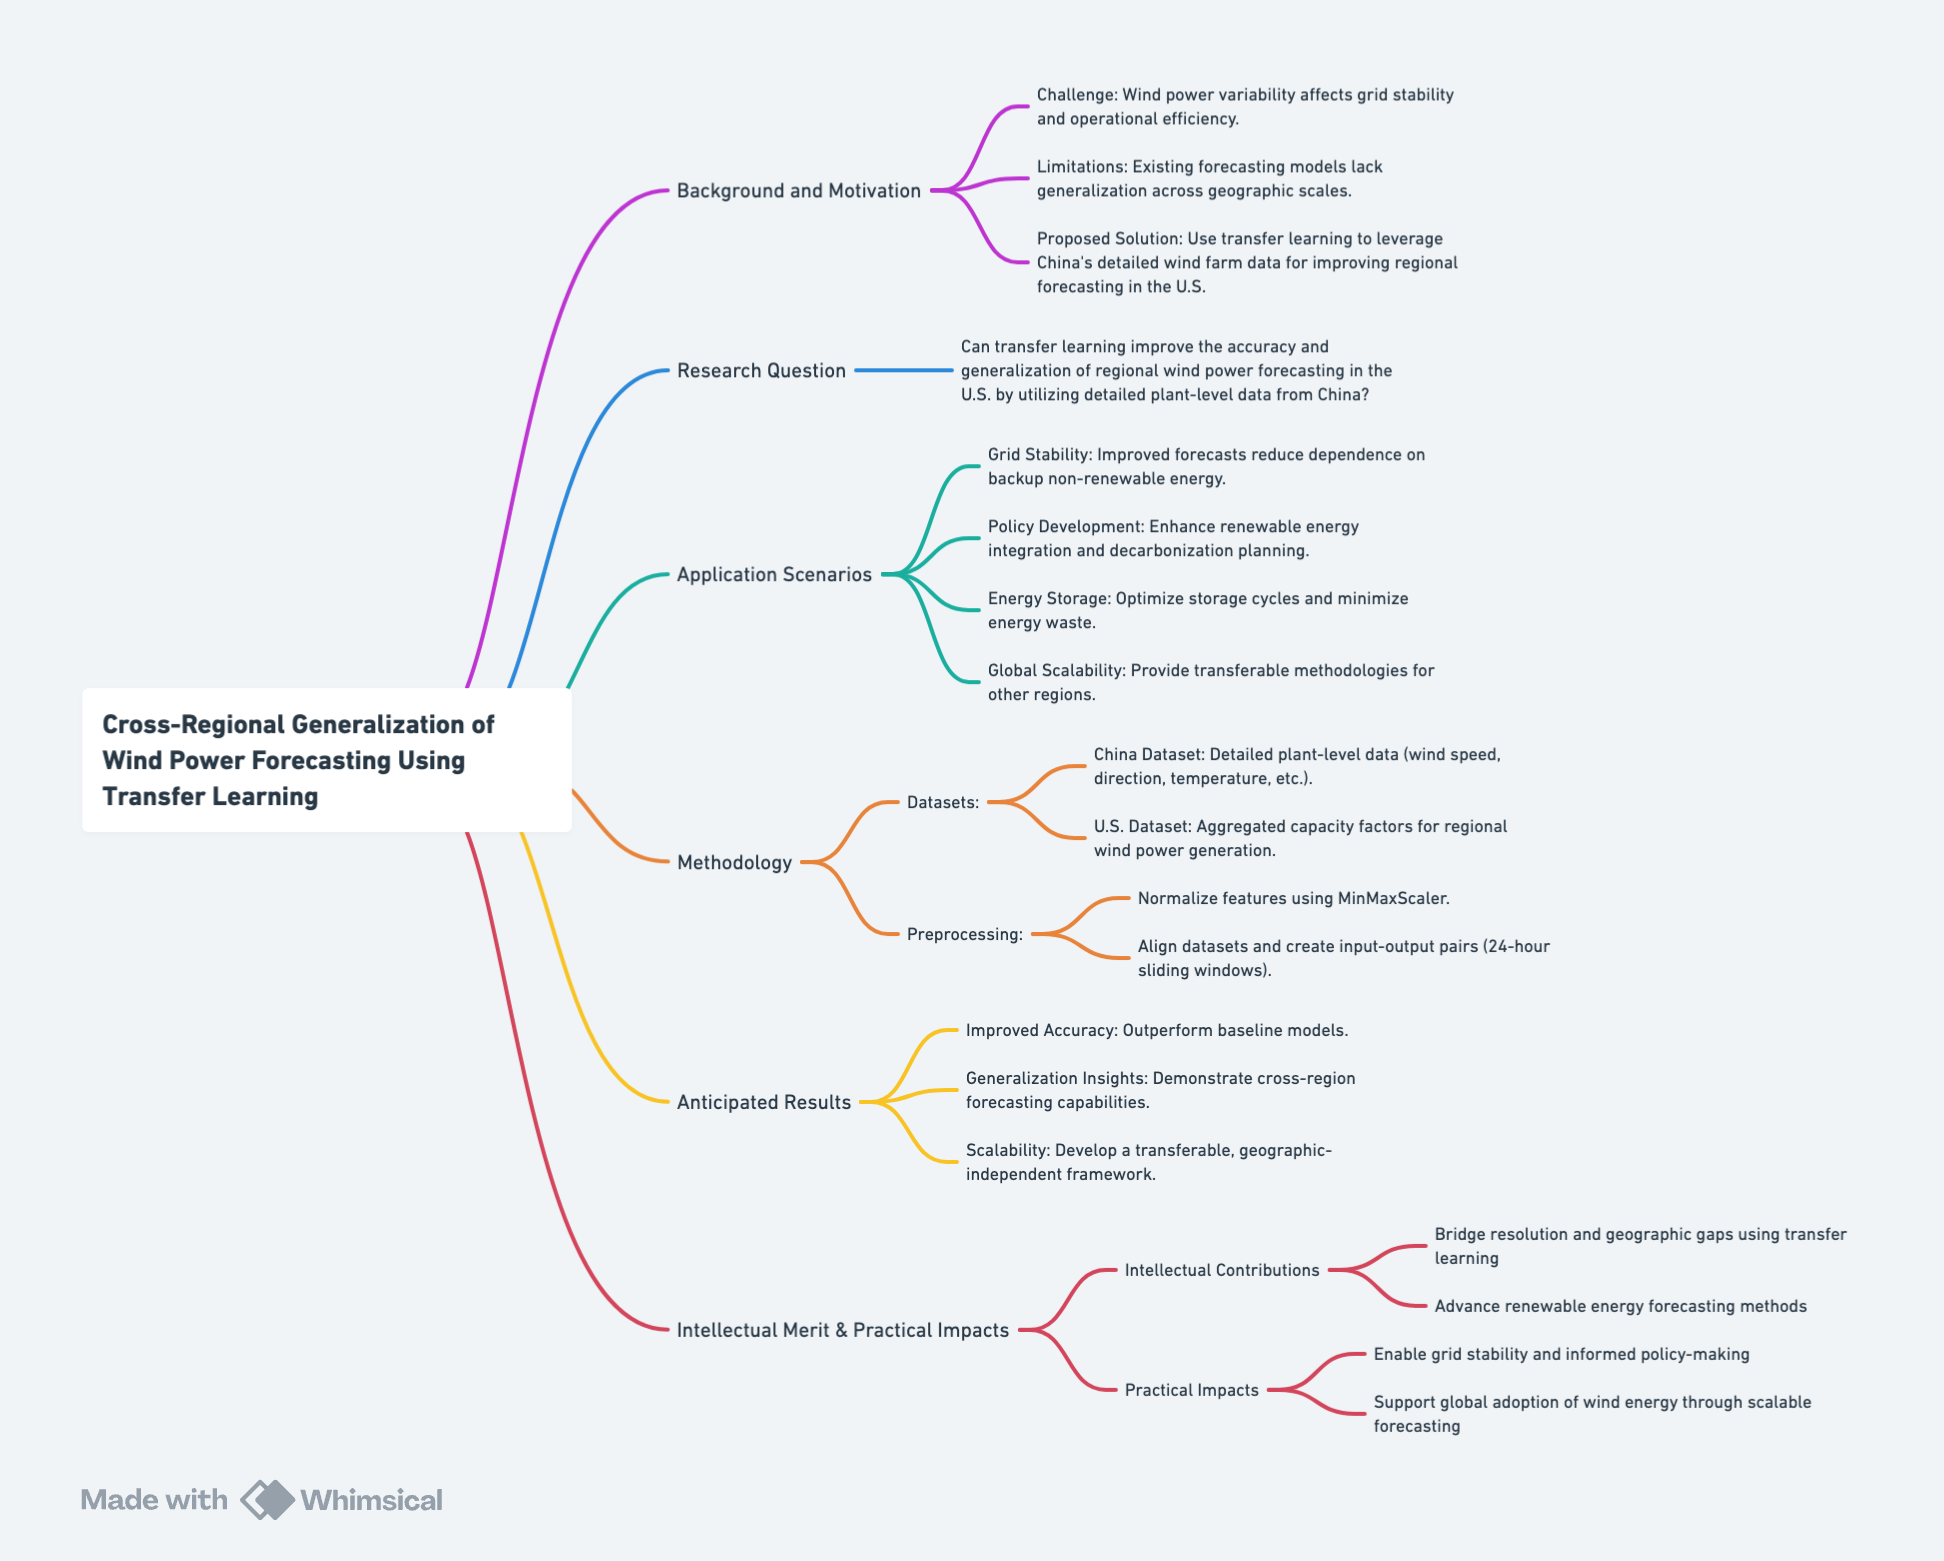 Challenge: Wind power variability affects grid stability
and operational efficiency.
Limitations: Existing forecasting models lack
generalization across geographic scales.
Background and Motivation
Proposed Solution: Use transfer learning to leverage
China's detailed wind farm data for improving regional
forecasting in the U.S.
Can transfer learning improve the accuracy and
generalization of regional wind power forecasting in the
U.S. by utilizing detailed plant-level data from China?
Research Question
Grid Stability: Improved forecasts reduce dependence on
backup non-renewable energy.
Policy Development: Enhance renewable energy
integration and decarbonization planning.
Application Scenarios
Energy Storage: Optimize storage cycles and minimize
energy waste.
Global Scalability: Provide transferable methodologies for
other regions.
Cross-Regional Generalization of
Wind Power Forecasting Using
Transfer Learning
China Dataset: Detailed plant-level data (wind speed,
direction, temperature, etc.).
Datasets:
U.S. Dataset: Aggregated capacity factors for regional
wind power generation.
Methodology
Normalize features using MinMaxScaler.
Preprocessing:
Align datasets and create input-output pairs (24-hour
sliding windows).
Improved Accuracy: Outperform baseline models.
Generalization Insights: Demonstrate cross-region
forecasting capabilities.
Anticipated Results
Scalability: Develop a transferable, geographic-
independent framework.
Bridge resolution and geographic gaps using transfer
learning
Intellectual Contributions
Advance renewable energy forecasting methods
Intellectual Merit & Practical Impacts
Enable grid stability and informed policy-making
Practical Impacts
Support global adoption of wind energy through scalable
forecasting
Made with Whimsical